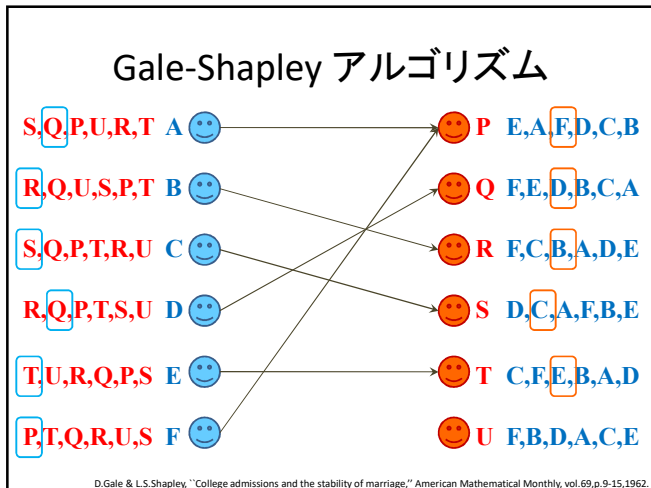 Gale-Shapley アルゴリズム
S,Q,P,U,R,T A P E,A,F,D,C,B
R,Q,U,S,P,T B Q F,E,D,B,C,A
S,Q,P,T,R,U C R F,C,B,A,D,E
R,Q,P,T,S,U D S D,C,A,F,B,E
T,U,R,Q,P,S E T C,F,E,B,A,D
P,T,Q,R,U,S F U F,B,D,A,C,E
D.Gale & L.S.Shapley, ``College admissions and the stability of marriage,'' American Mathematical Monthly, vol.69,p.9-15,1962.